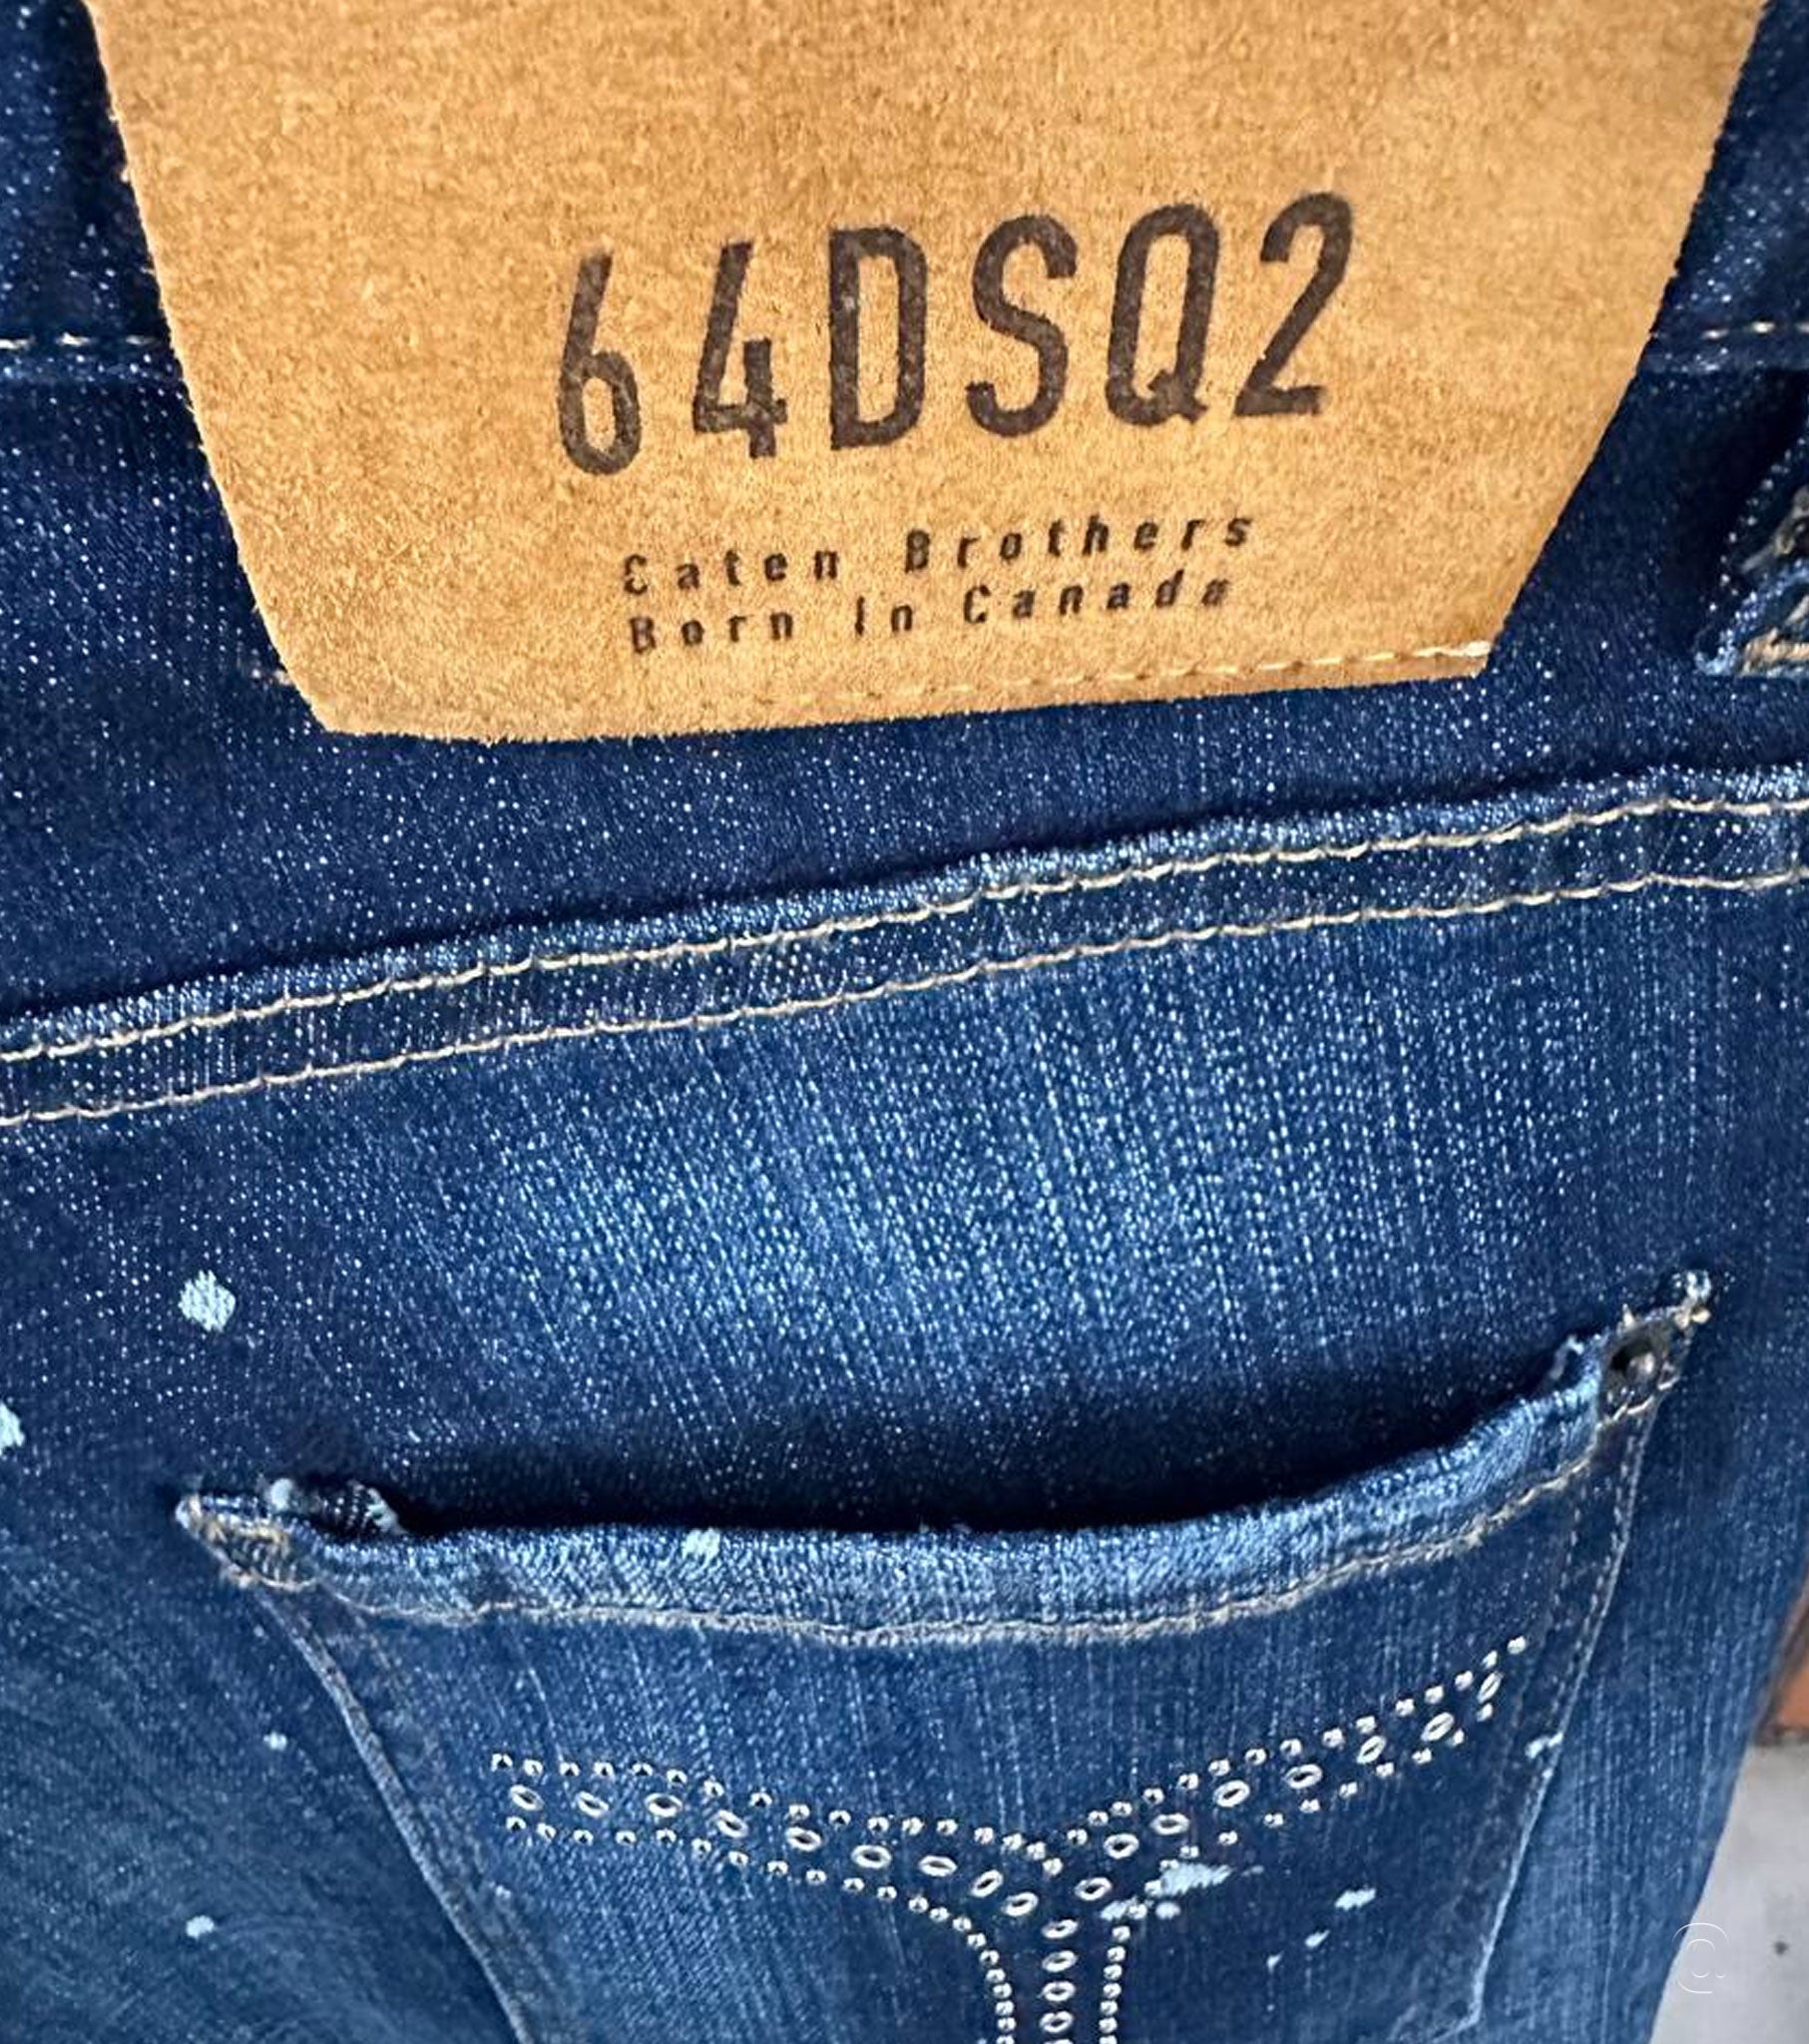 64DSQ2
Caten Brothers
Born in Canada